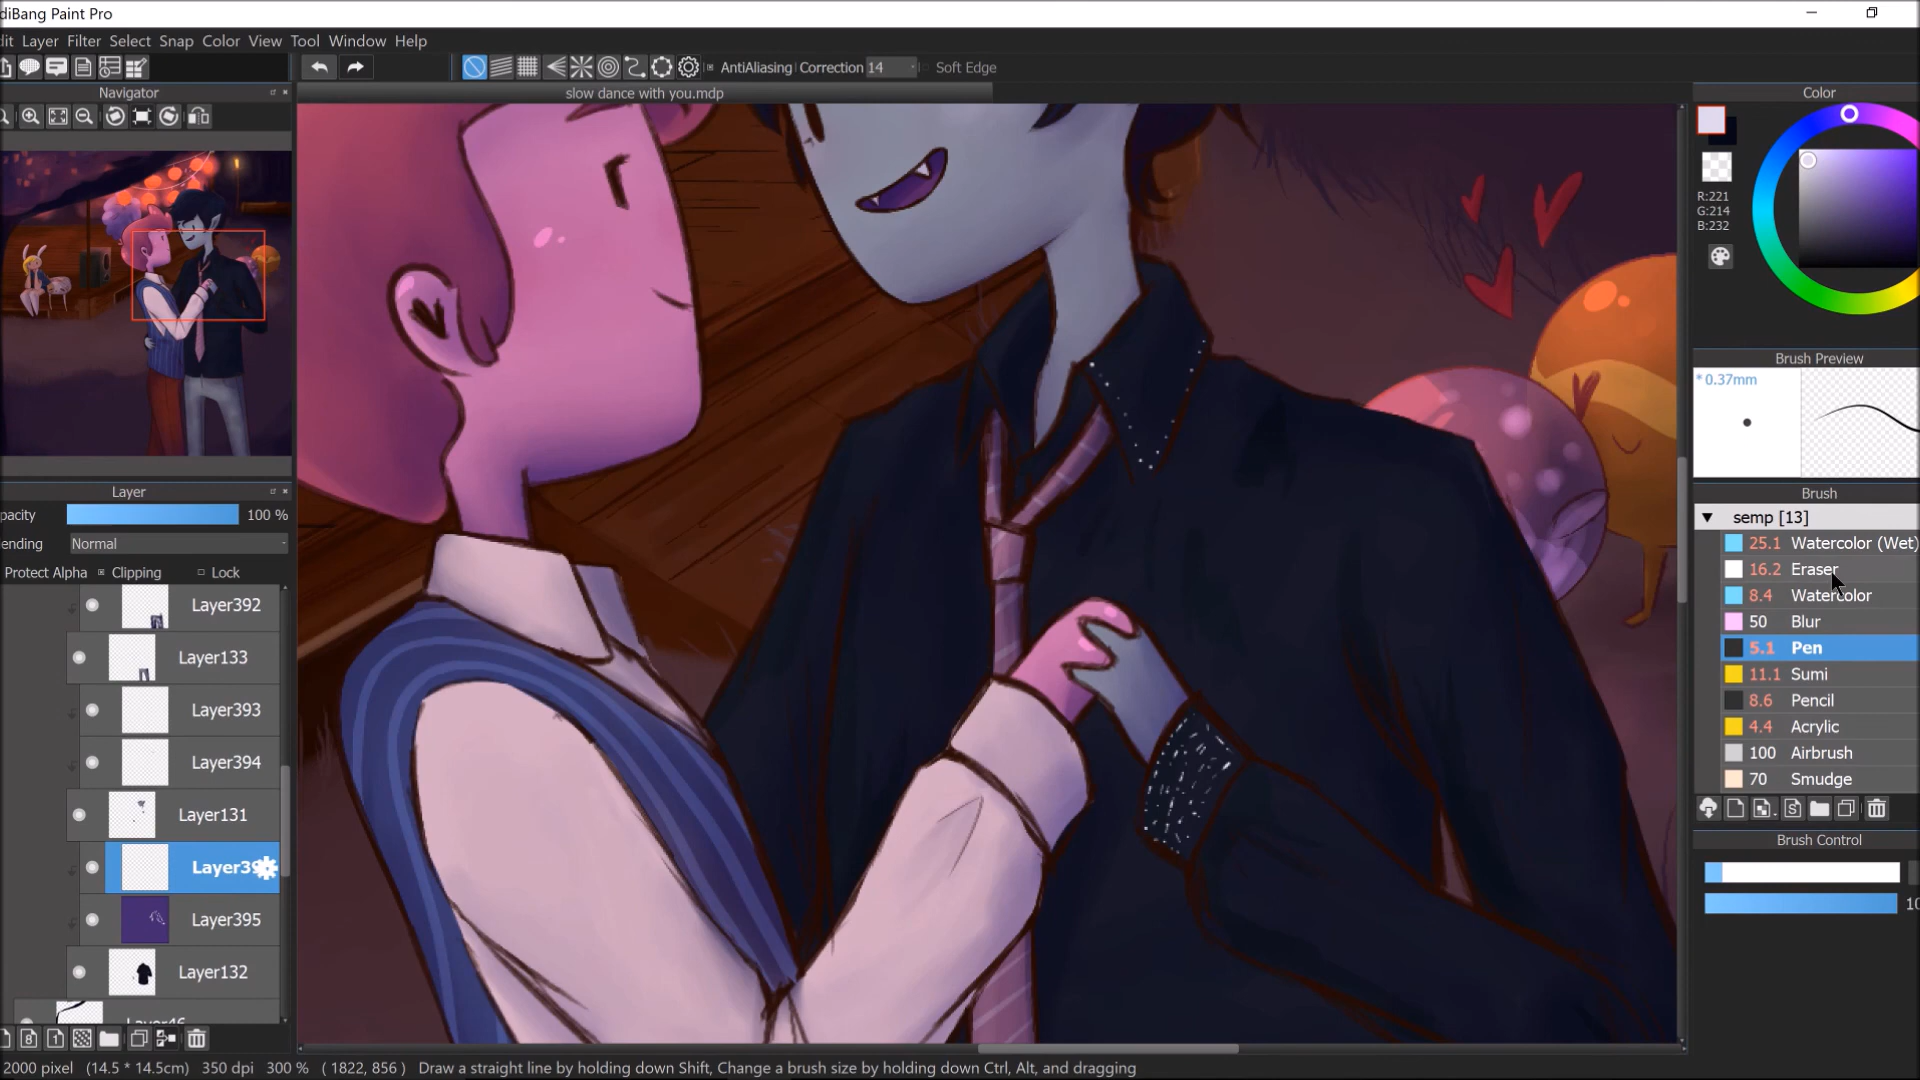 diBang Paint Pro
dit Layer Filter Select Snap Color View Tool Window Help
AntiAliasing Correction 14 Soft Edge
Navigator
slow dance with you.mdp
Color
R:221
G:214
B:232
Brush Preview
* 0.37mm
Layer
pacity 100 %
ending Normal
Protect Alpha Clipping Lock
Layer392
Layer133
Layer393
Layer394
Layer131
Layer39
Layer395
Layer132
Layer46
Brush
semp [13]
25.1 Watercolor (Wet)
16.2 Eraser
8.4 Watercolor
50 Blur
5.1 Pen
11.1 Sumi
8.6 Pencil
4.4 Acrylic
100 Airbrush
70 Smudge
Brush Control
10
2000 pixel (14.5 * 14.5cm) 350 dpi 300 % ( 1822, 856 ) Draw a straight line by holding down Shift, Change a brush size by holding down Ctrl, Alt, and dragging